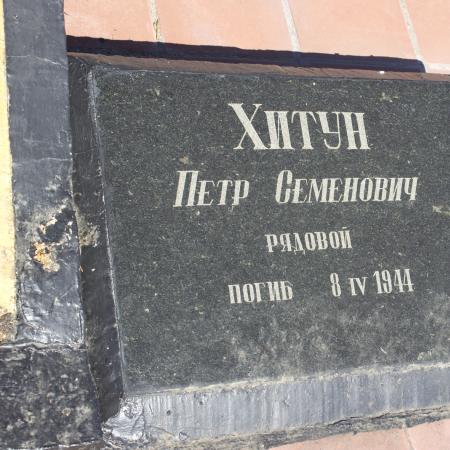 Хитун
Петр Семенович
рядовой
погиб 8 IV 1944